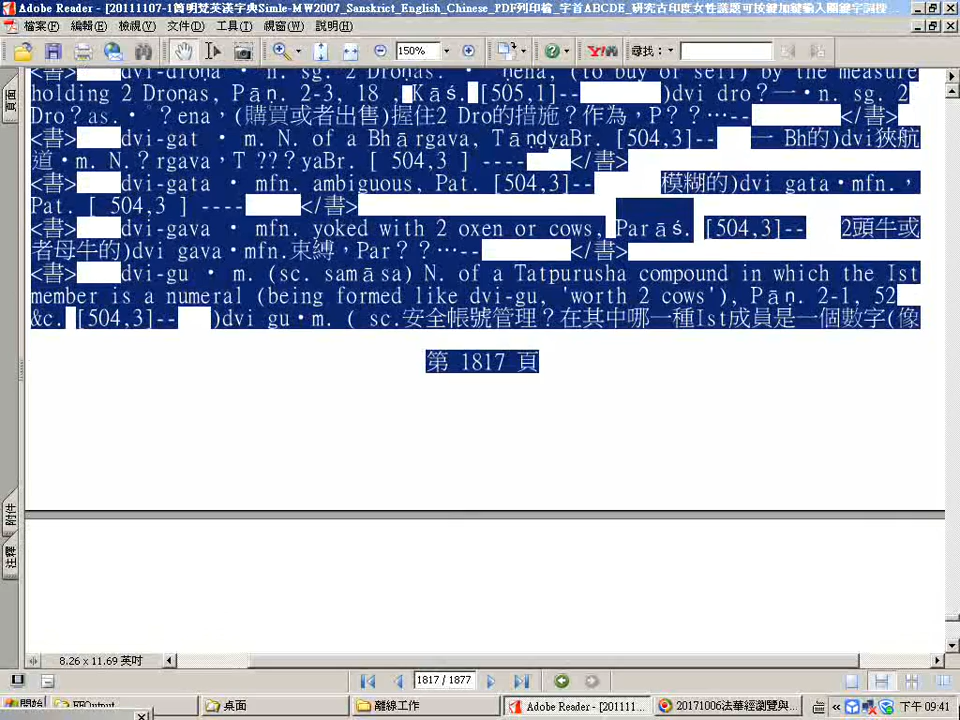 Adobe Reader - [20111107-1簡明梵英漢字典Simle-MW2007_Sanskrict_English_Chinese_PDF列印檔_字首ABCDE_研究古印度女性議題可按鍵加鍵輸入關鍵字詞搜
檔案(F) 編輯(E) 檢視(V) 文件(D) 工具(T) 視窗(W) 說明(H)
150% 尋找:
頁面
<書> dvi-droṇa • n. sg. 2 Droṇas. • ṇena, (to buy or sell) by the measure
holding 2 Droṇas, Pāṇ. 2-3, 18 , Kāś. [505,1]-- )dvi dro?一•n. sg. 2
Dro?as.• ?ena,(購買或者出售)握住2 Dro的措施?作為,P??…-- </書>
<書> dvi-gat • m. N. of a Bhārgava, TāṇḍyaBr. [504,3]-- 一 Bh的)dvi狹航
道•m. N.?rgava,T ???yaBr. [ 504,3 ] ---- </書>
<書> dvi-gata • mfn. ambiguous, Pat. [504,3]-- 模糊的)dvi gata•mfn.,
Pat. [ 504,3 ] ---- </書>
<書> dvi-gava • mfn. yoked with 2 oxen or cows, Parāś. [504,3]-- 2頭牛或
者母牛的)dvi gava•mfn.束縛,Par??…-- </書>
<書> dvi-gu • m. (sc. samāsa) N. of a Tatpurusha compound in which the Ist
member is a numeral (being formed like dvi-gu, 'worth 2 cows'), Pāṇ. 2-1, 52
&c. [504,3]-- )dvi gu•m. ( sc.安全帳號管理?在其中哪一種Ist成員是一個數字(像
第 1817 頁
附件
注釋
8.26 x 11.69 英吋
1817 / 1877
開始 FFOutput 桌面 離線工作 Adobe Reader - [201111... 20171006法華經瀏覽與... 下午 09:41